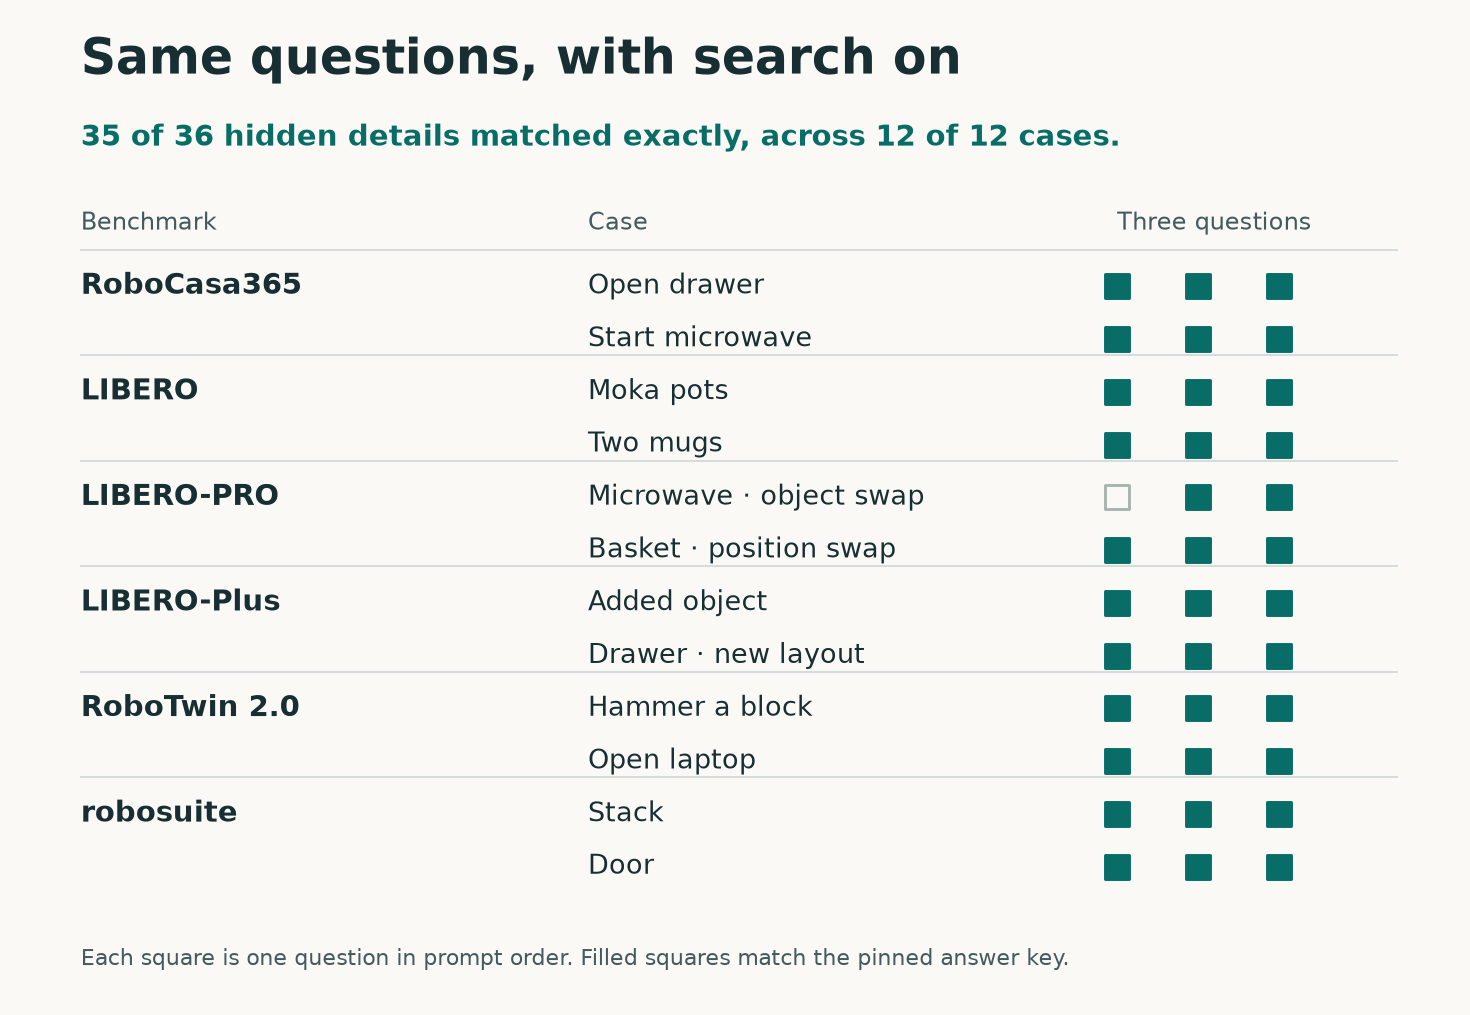 Same questions, with search on
35 of 36 hidden details matched exactly, across 12 of 12 cases.
Benchmark Case Three questions
RoboCasa365 Open drawer
Start microwave
LIBERO Moka pots
Two mugs
LIBERO-PRO Microwave · object swap
Basket · position swap
LIBERO-Plus Added object
Drawer · new layout
RoboTwin 2.0 Hammer a block
Open laptop
robosuite Stack
Door
Each square is one question in prompt order. Filled squares match the pinned answer key.